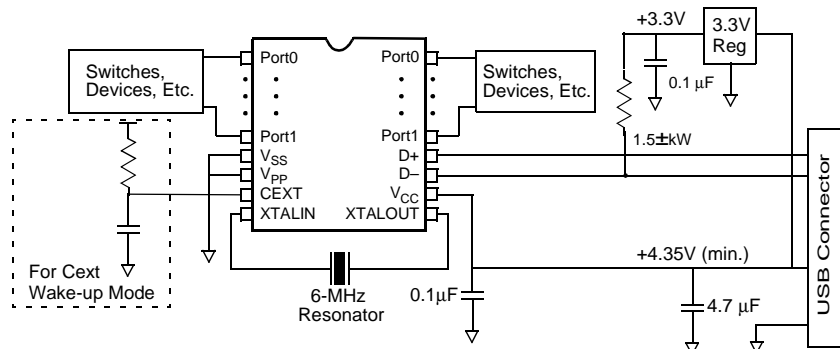 Switches,
Devices, Etc.
Port0
Port1
VSS
VPP
CEXT
XTALIN
Port0
Port1
D+
D–
VCC
XTALOUT
Switches,
Devices, Etc.
+3.3V
3.3V
Reg
0.1 µF
1.5±kW
For Cext
Wake-up Mode
6-MHz
Resonator
0.1µF
+4.35V (min.)
4.7 µF
USB Connector